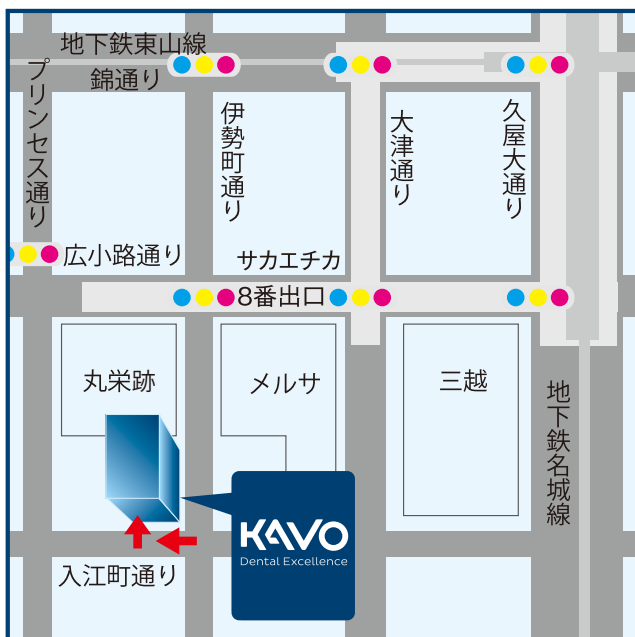 地下鉄東山線
錦通り
プリンセス通り
伊勢町通り
大津通り
久屋大通り
広小路通り
サカエチカ
8番出口
丸栄跡
メルサ
三越
地下鉄名城線
KAVO
Dental Excellence
入江町通り